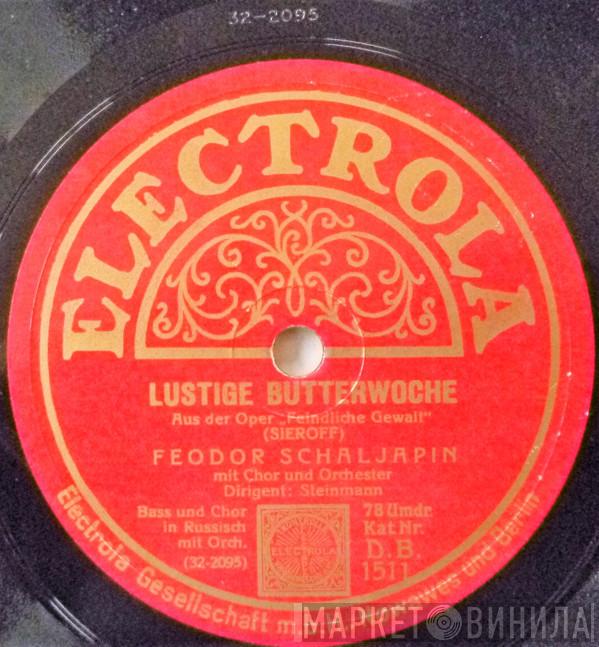 32-2095
ELECTROLA
LUSTIGE BUTTERWOCHE
Aus der Oper „Feindliche Gewalt"
(SIEROFF)
FEODOR SCHALJAPIN
mit Chor und Orchester
Dirigent: Steinmann
Bass und Chor
in Russisch
mit Orch.
(32-2095)
ELECTROLA
78 Umdr.
Kat. Nr.
D.B.
1511
Electrola Gesellschaft m. und Berlin
МАРКЕТ ВИНИЛА